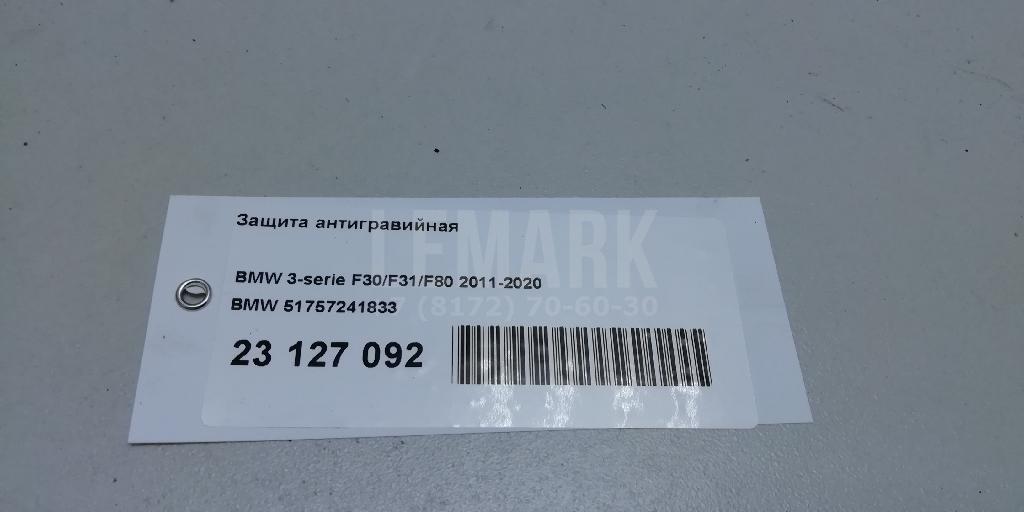 Защита антигравийная
LEMARK
BMW 3-serie F30/F31/F80 2011-2020
BMW 51757241833
7 (8172) 70-60-30
23 127 092